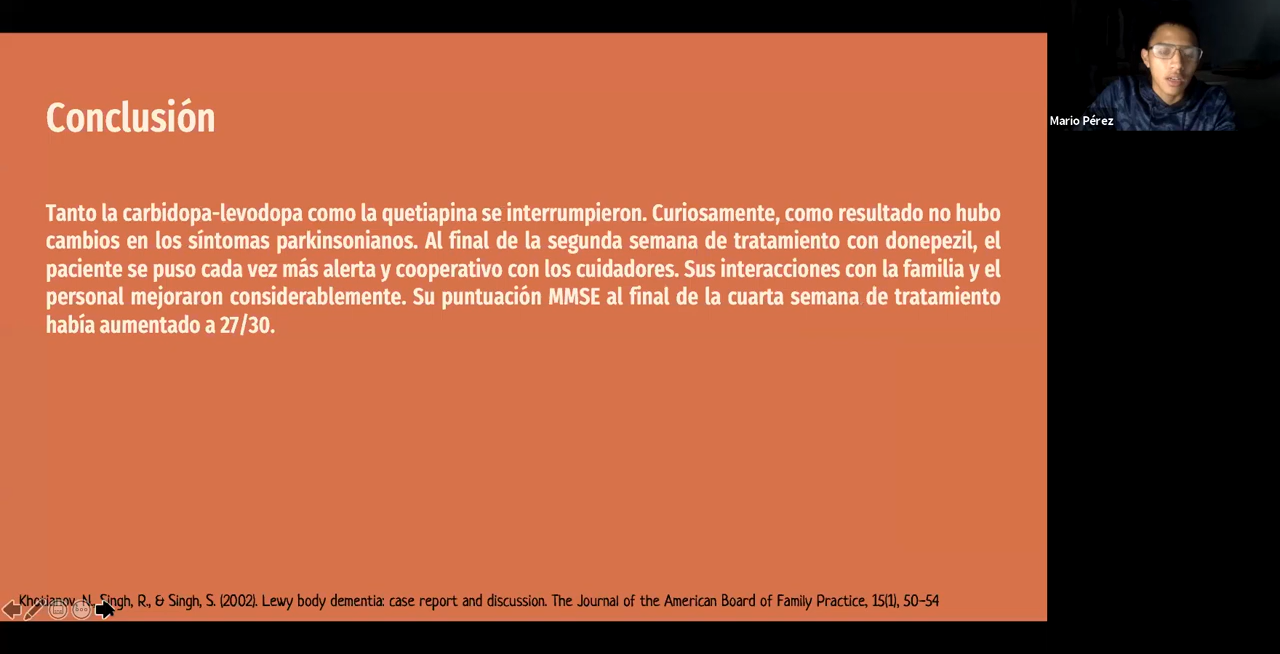 Conclusión
Mario Pérez
Tanto la carbidopa-levodopa como la quetiapina se interrumpieron. Curiosamente, como resultado no hubo
cambios en los síntomas parkinsonianos. Al final de la segunda semana de tratamiento con donepezil, el
paciente se puso cada vez más alerta y cooperativo con los cuidadores. Sus interacciones con la familia y el
personal mejoraron considerablemente. Su puntuación MMSE al final de la cuarta semana de tratamiento
había aumentado a 27/30.
N., Singh, R., & Singh, S. (2002). Lewy body dementia: case report and discussion. The Journal of the American Board of Family Practice, 15(1), 50-54